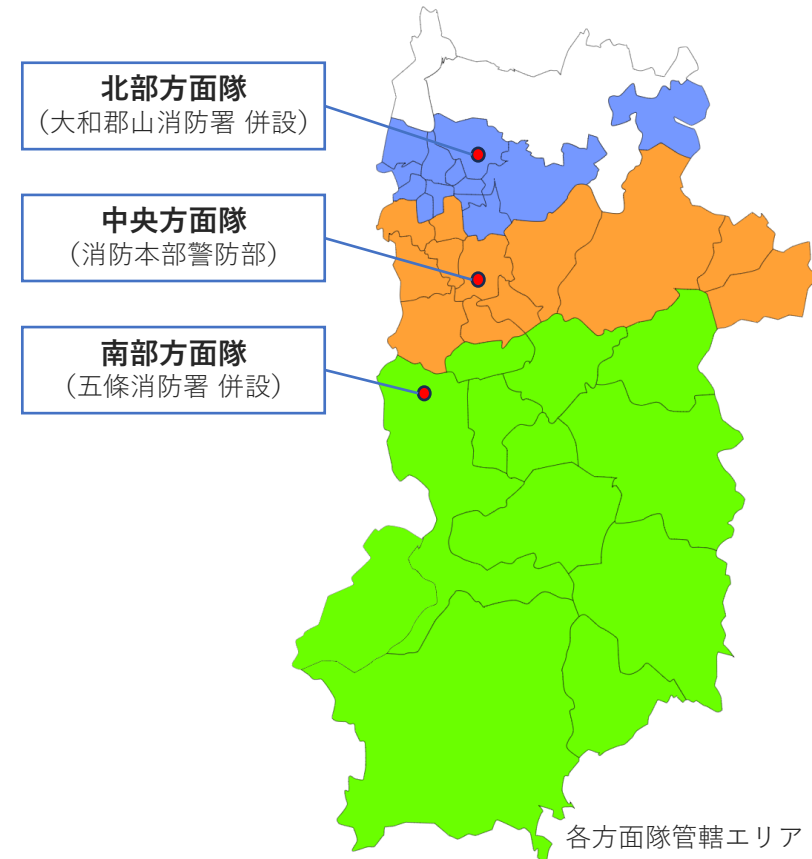 北部方面隊
（大和郡山消防署 併設）
中央方面隊
（消防本部警防部）
南部方面隊
（五條消防署 併設）
各方面隊管轄エリア